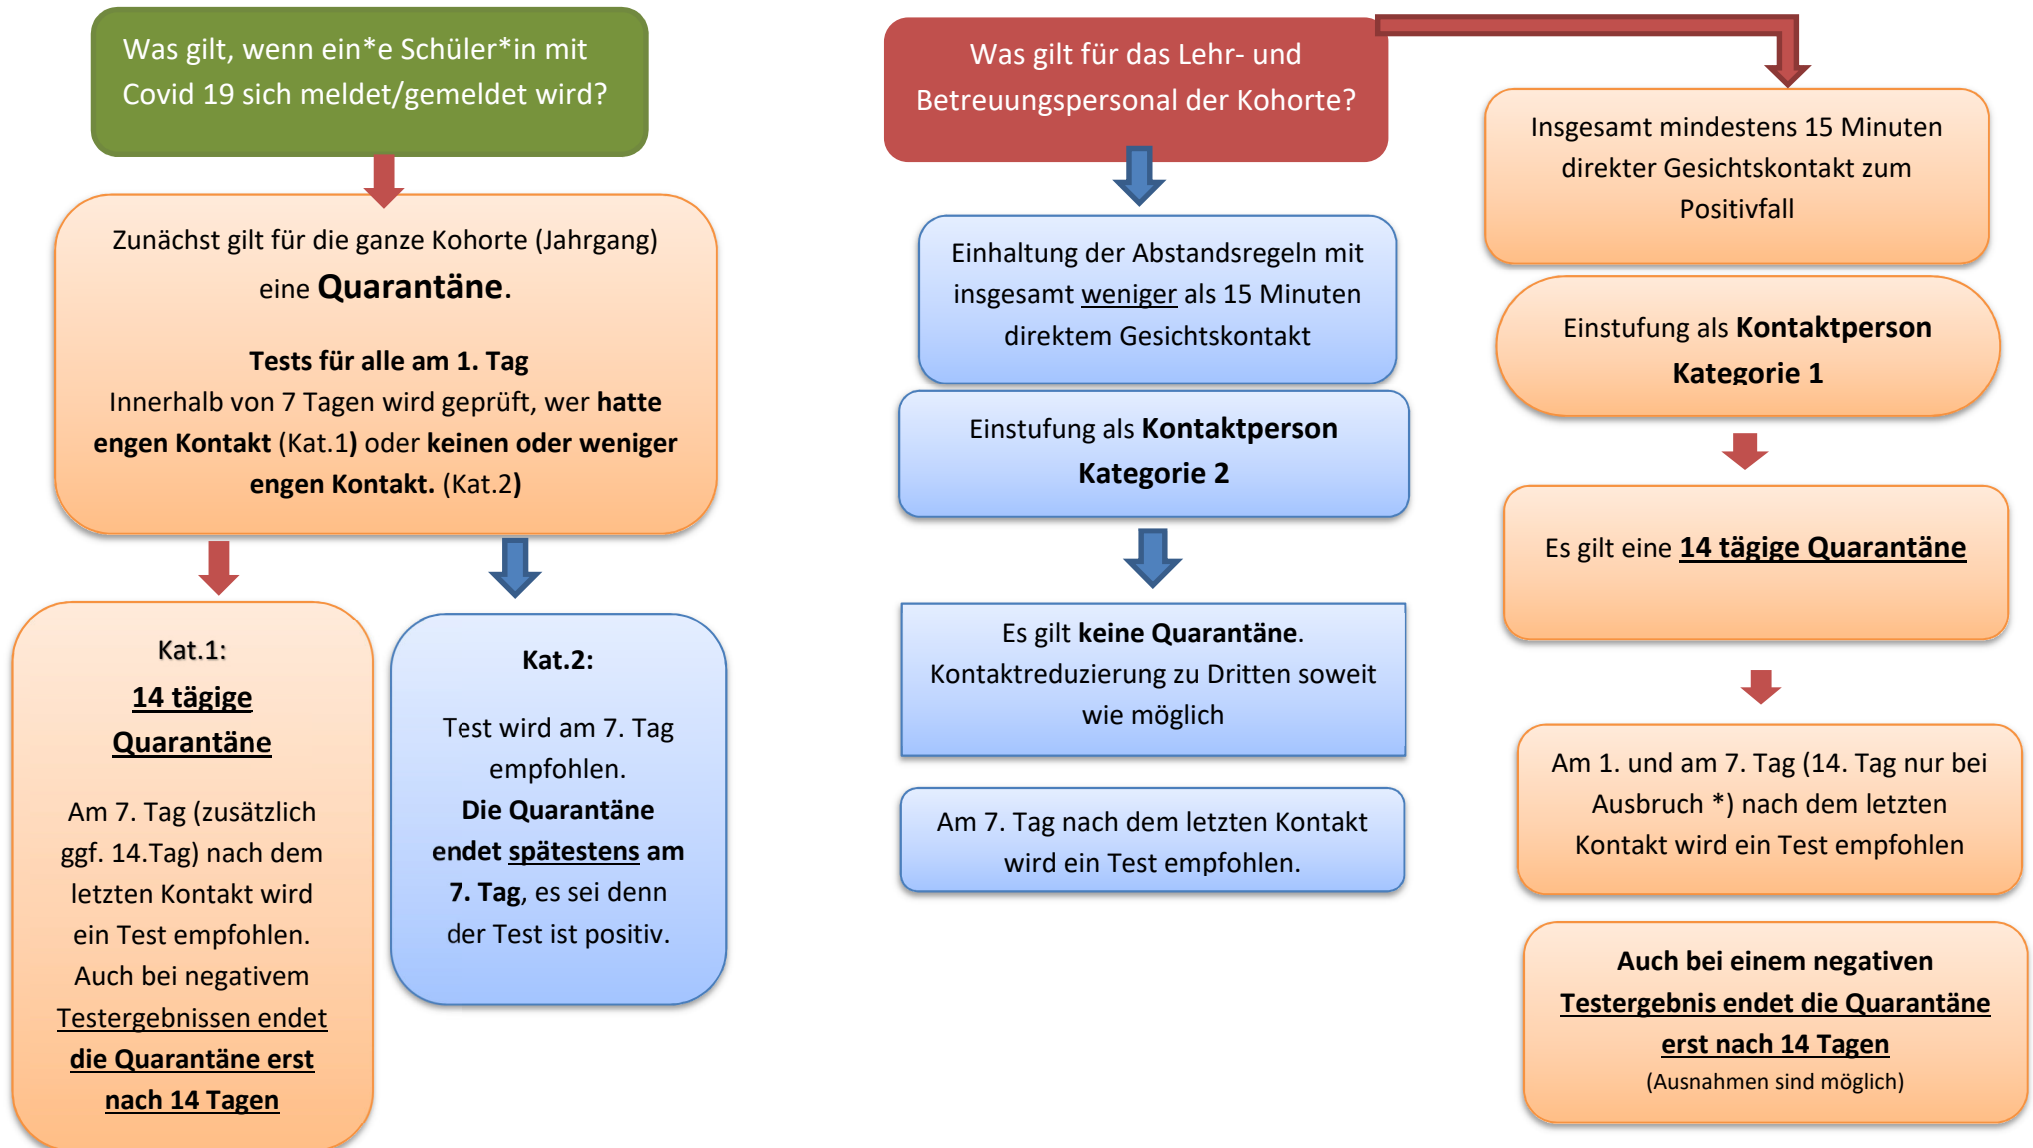 Was gilt, wenn ein*e Schüler*in mit
Covid 19 sich meldet/gemeldet wird?
Zunächst gilt für die ganze Kohorte (Jahrgang)
eine Quarantäne.
Tests für alle am 1. Tag
Innerhalb von 7 Tagen wird geprüft, wer hatte
engen Kontakt (Kat.1) oder keinen oder weniger
engen Kontakt. (Kat.2)
Kat.1:
14 tägige
Quarantäne
Am 7. Tag (zusätzlich
ggf. 14.Tag) nach dem
letzten Kontakt wird
ein Test empfohlen.
Auch bei negativem
Testergebnissen endet
die Quarantäne erst
nach 14 Tagen
Kat.2:
Test wird am 7. Tag
empfohlen.
Die Quarantäne
endet spätestens am
7. Tag, es sei denn
der Test ist positiv.
Was gilt für das Lehr- und
Betreuungspersonal der Kohorte?
Einhaltung der Abstandsregeln mit
insgesamt weniger als 15 Minuten
direktem Gesichtskontakt
Einstufung als Kontaktperson
Kategorie 2
Es gilt keine Quarantäne.
Kontaktreduzierung zu Dritten soweit
wie möglich
Am 7. Tag nach dem letzten Kontakt
wird ein Test empfohlen.
Insgesamt mindestens 15 Minuten
direkter Gesichtskontakt zum
Positivfall
Einstufung als Kontaktperson
Kategorie 1
Es gilt eine 14 tägige Quarantäne
Am 1. und am 7. Tag (14. Tag nur bei
Ausbruch *) nach dem letzten
Kontakt wird ein Test empfohlen
Auch bei einem negativen
Testergebnis endet die Quarantäne
erst nach 14 Tagen
(Ausnahmen sind möglich)